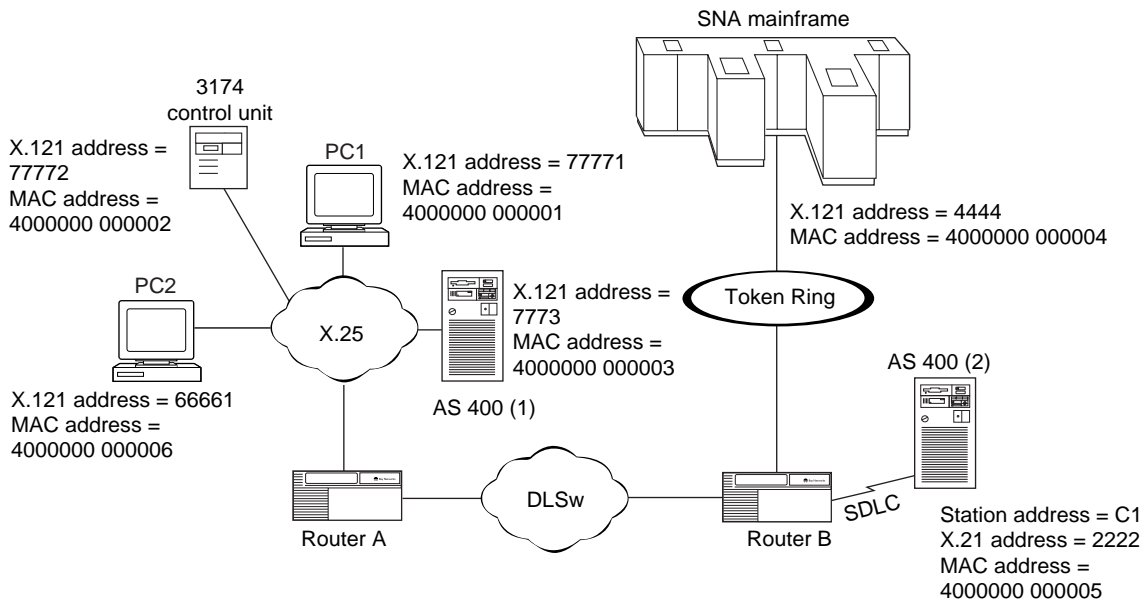 SNA mainframe
3174
control unit
X.121 address =
77772
MAC address =
4000000 000002
PC1
X.121 address = 77771
MAC address =
4000000 000001
X.121 address = 4444
MAC address = 4000000 000004
PC2
X.25
X.121 address =
7773
MAC address =
4000000 000003
Token Ring
AS 400 (1)
AS 400 (2)
X.121 address = 66661
MAC address =
4000000 000006
Router A
DLSw
Router B
SDLC
Station address = C1
X.21 address = 2222
MAC address =
4000000 000005